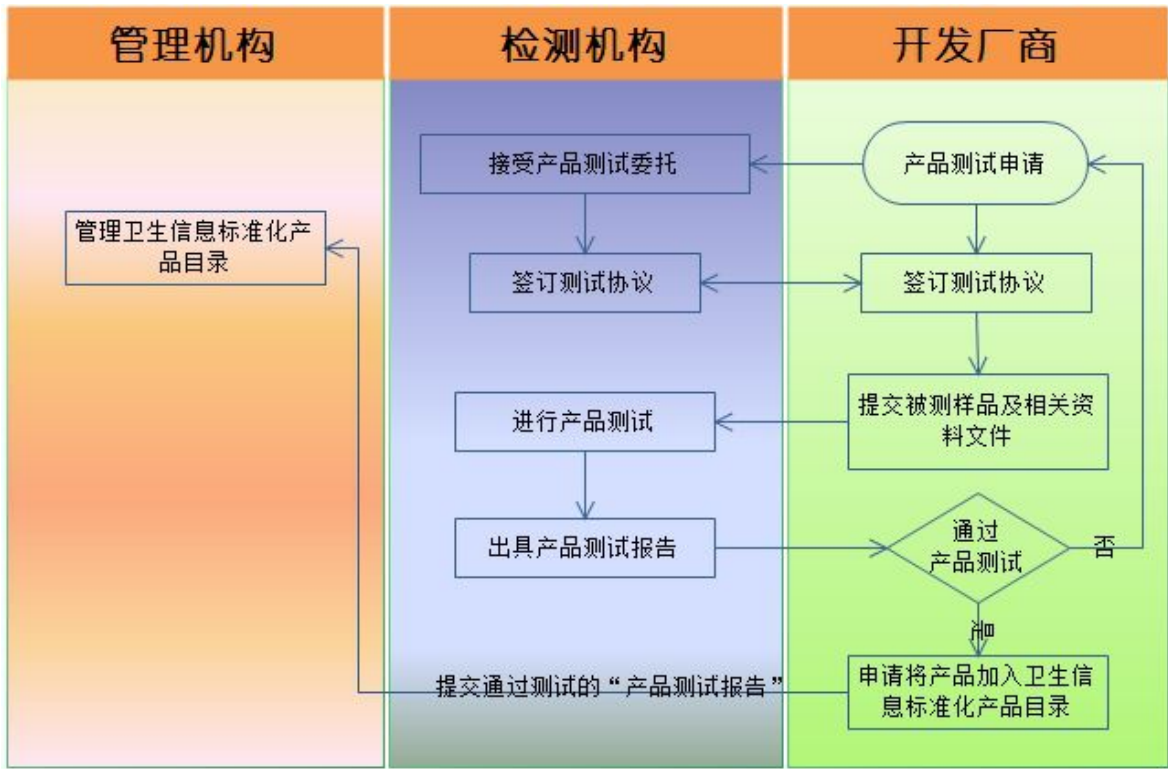 管理机构
检测机构
开发厂商
接受产品测试委托
产品测试申请
管理卫生信息标准化产
品目录
签订测试协议
签订测试协议
进行产品测试
提交被测样品及相关资
料文件
出具产品测试报告
通过
产品测试
否
是
提交通过测试的“产品测试报告”
申请将产品加入卫生信
息标准化产品目录